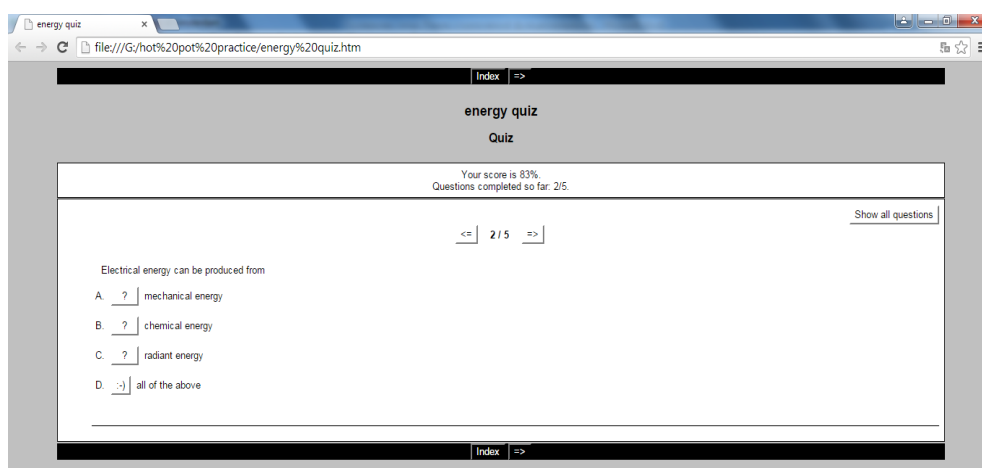 energy quiz
file:///G:/hot%20pot%20practice/energy%20quiz.htm
Index =>
energy quiz
Quiz
Your score is 83%.
Questions completed so far: 2/5.
Show all questions
<= 2 / 5 =>
Electrical energy can be produced from
A. ? mechanical energy
B. ? chemical energy
C. ? radiant energy
D. :-) all of the above
Index =>